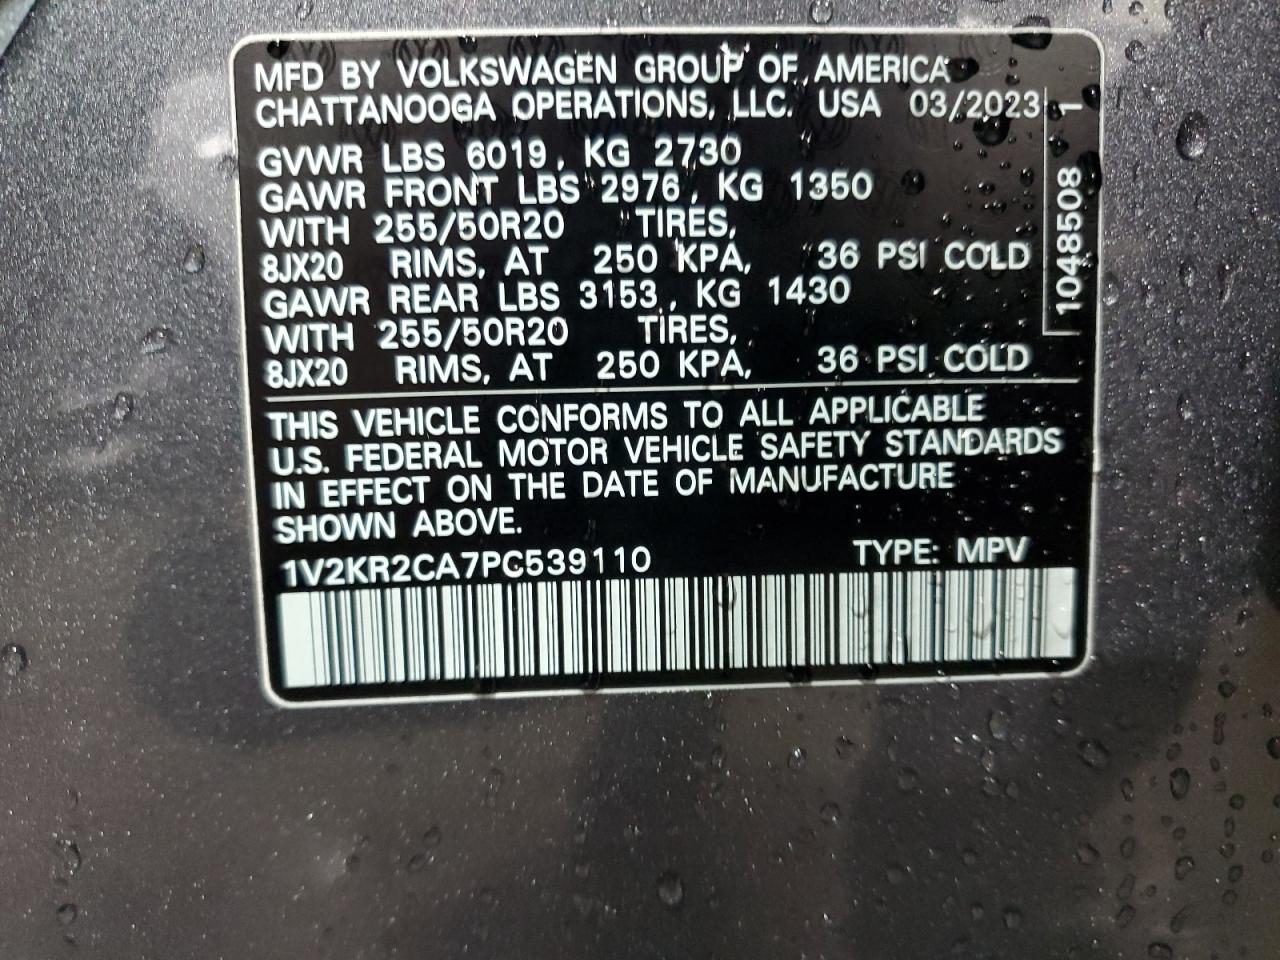 MFD BY VOLKSWAGEN GROUP OF AMERICA
CHATTANOOGA OPERATIONS, LLC. USA 03/2023
GVWR LBS 6019, KG 2730
GAWR FRONT LBS 2976, KG 1350
WITH 255/50R20 TIRES,
8JX20 RIMS, AT 250 KPA, 36 PSI COLD
GAWR REAR LBS 3153, KG 1430
WITH 255/50R20 TIRES,
8JX20 RIMS, AT 250 KPA, 36 PSI COLD
1048508 1
THIS VEHICLE CONFORMS TO ALL APPLICABLE
U.S. FEDERAL MOTOR VEHICLE SAFETY STANDARDS
IN EFFECT ON THE DATE OF MANUFACTURE
SHOWN ABOVE.
1V2KR2CA7PC539110 TYPE: MPV